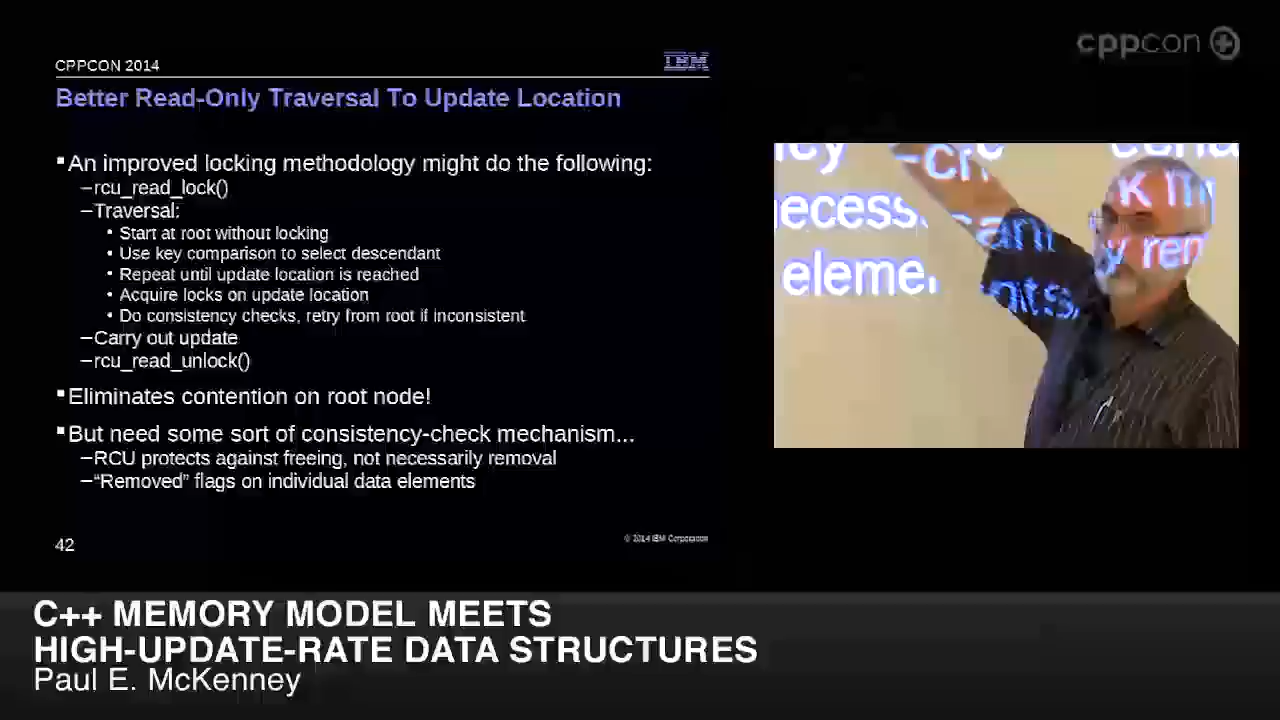 cppcon
CPPCON 2014
IBM
Better Read-Only Traversal To Update Location
▪An improved locking methodology might do the following:
–rcu_read_lock()
–Traversal:
• Start at root without locking
• Use key comparison to select descendant
• Repeat until update location is reached
• Acquire locks on update location
• Do consistency checks, retry from root if inconsistent
–Carry out update
–rcu_read_unlock()
▪Eliminates contention on root node!
▪But need some sort of consistency-check mechanism...
–RCU protects against freeing, not necessarily removal
–“Removed” flags on individual data elements
42
© 2014 IBM Corporation
C++ MEMORY MODEL MEETS
HIGH-UPDATE-RATE DATA STRUCTURES
Paul E. McKenney